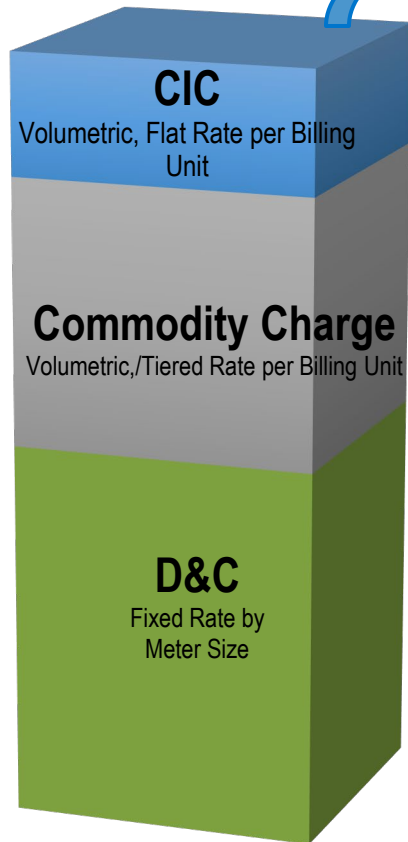 CIC
Volumetric, Flat Rate per Billing
Unit
Commodity Charge
Volumetric,/Tiered Rate per Billing Unit
D&C
Fixed Rate by
Meter Size